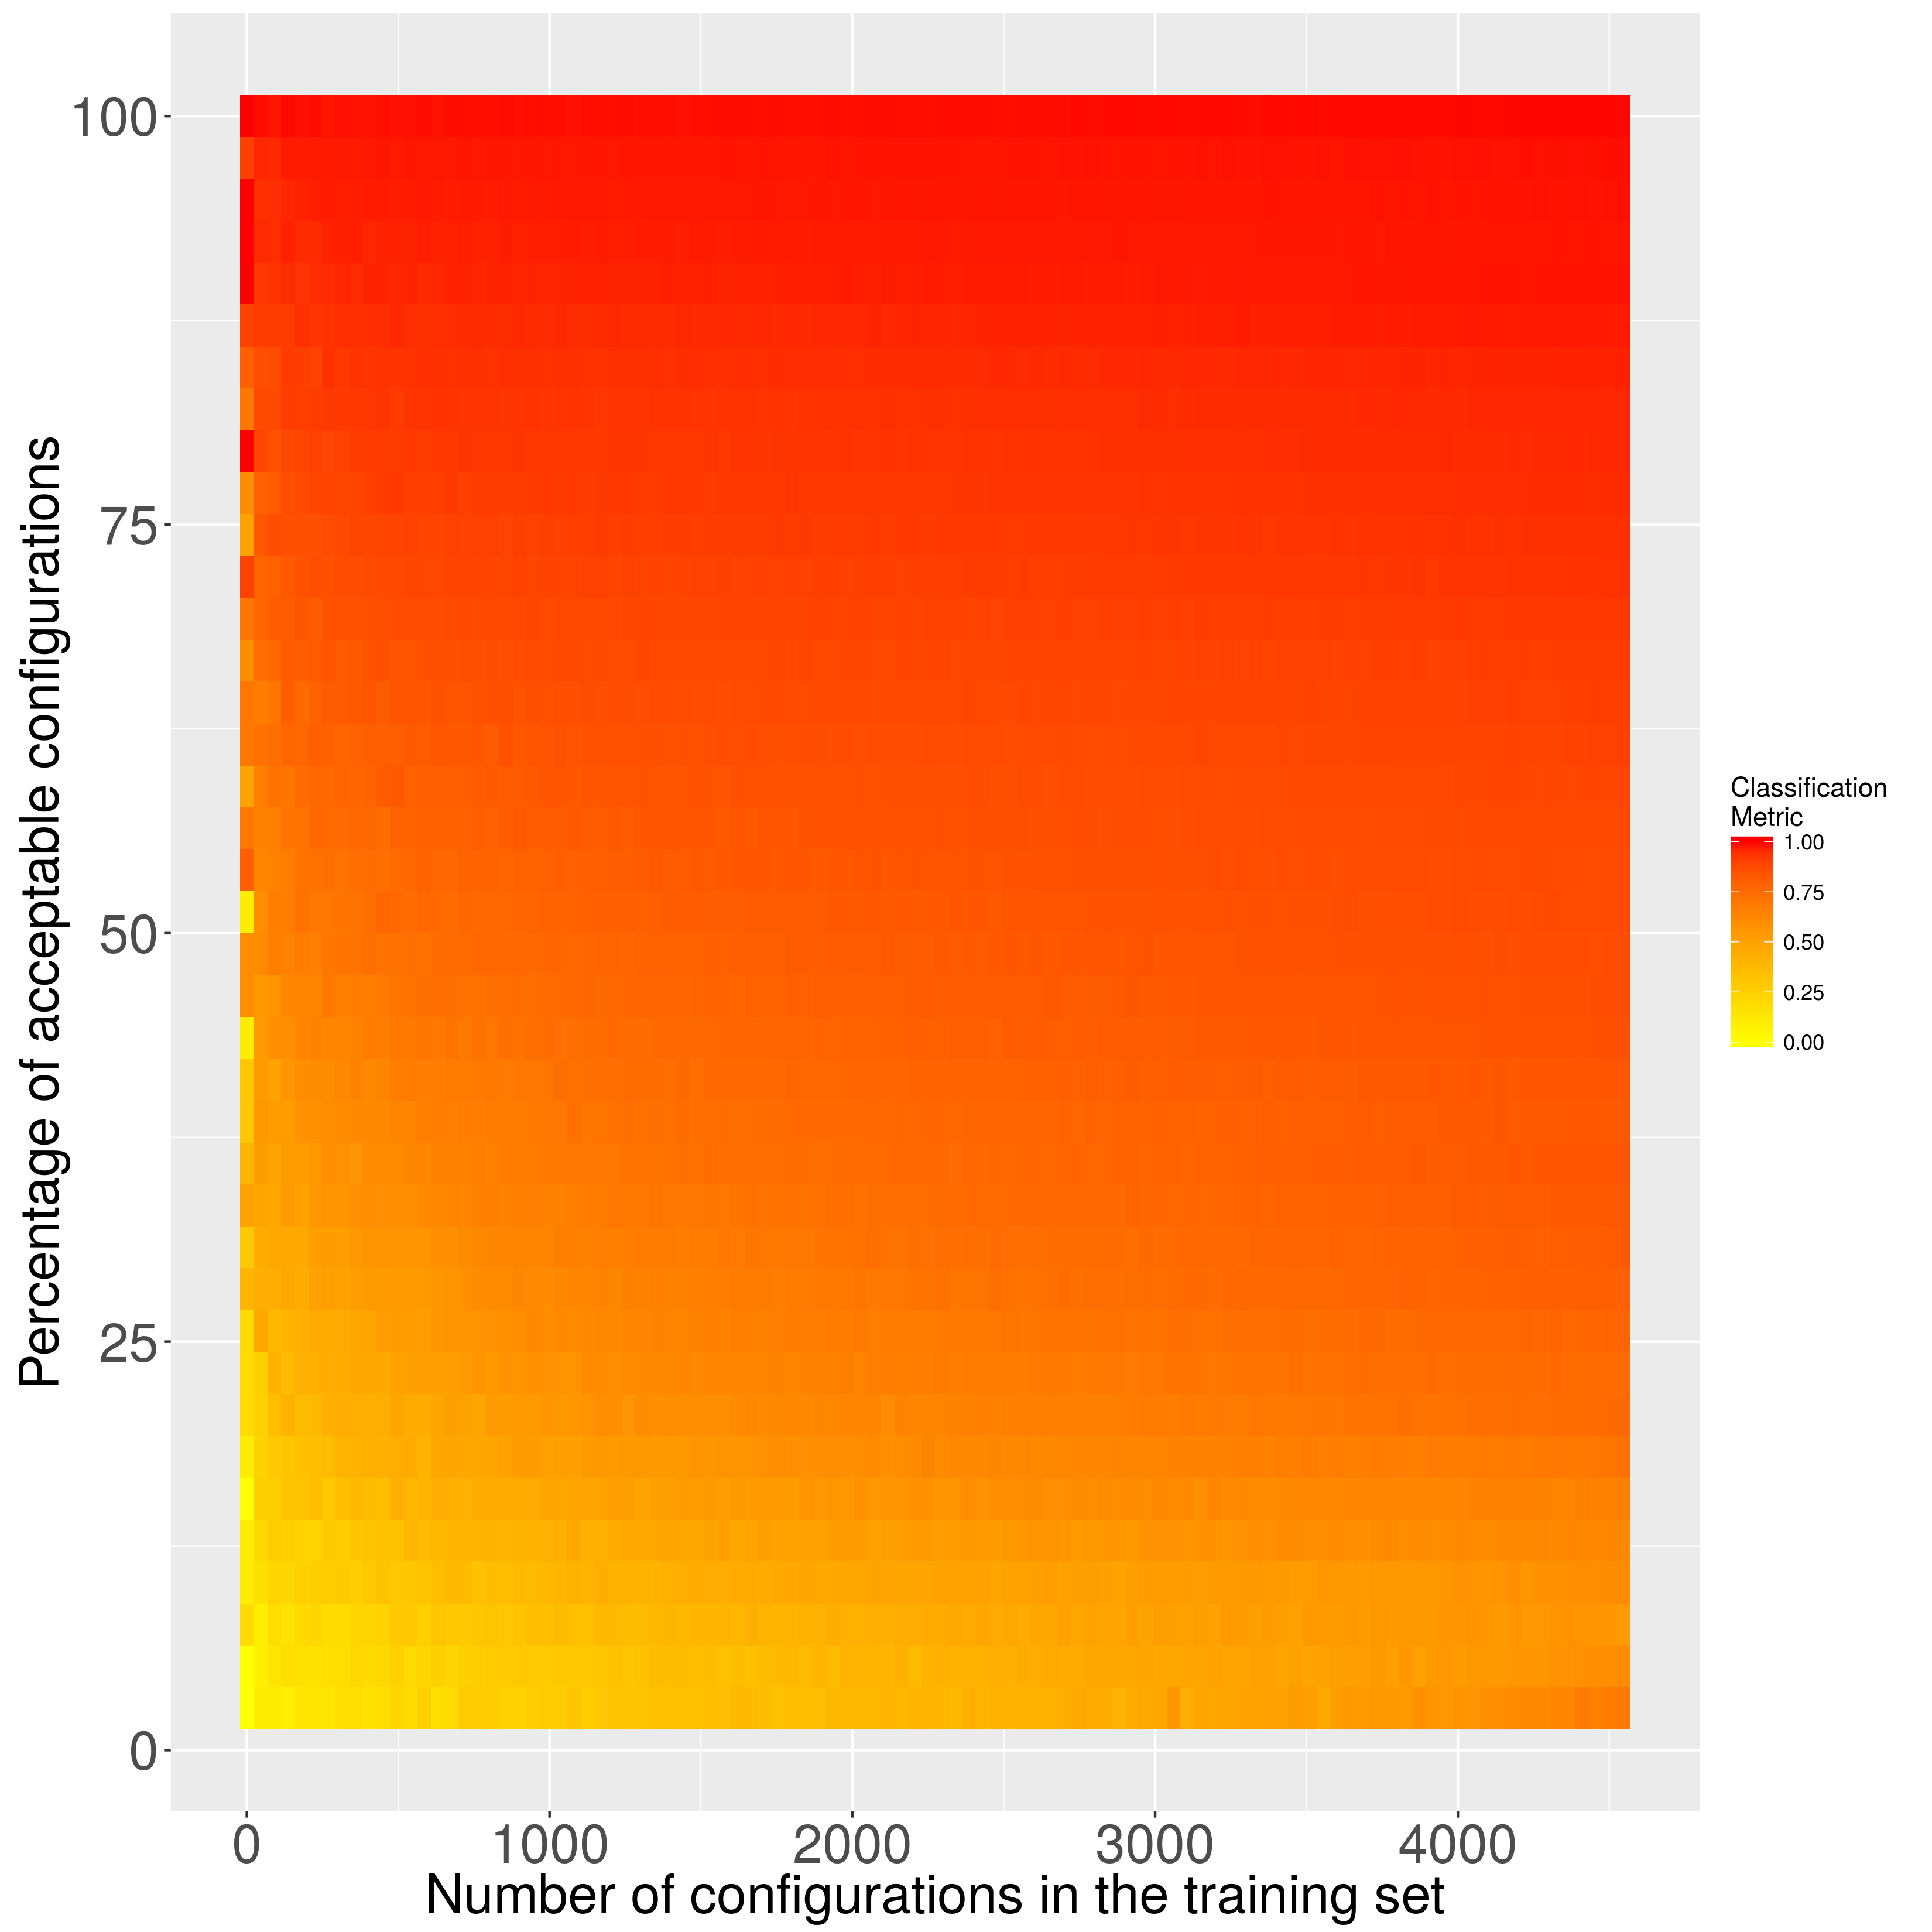 100
75
50
25
0
Percentage of acceptable configurations
0 1000 2000 3000 4000
Number of configurations in the training set
Classification
Metric
1.00
0.75
0.50
0.25
0.00